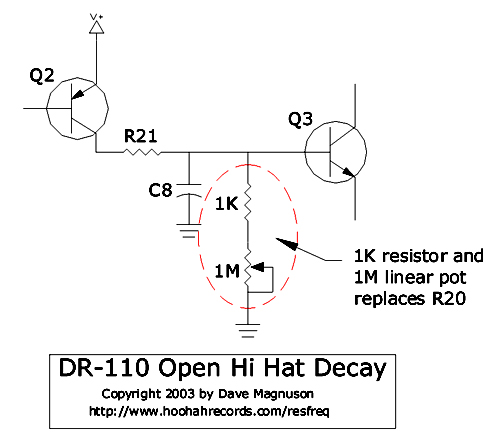 V+
Q2
R21
Q3
C8
1K
1M
1K resistor and
1M linear pot
replaces R20
DR-110 Open Hi Hat Decay
Copyright 2003 by Dave Magnuson
http://www.hoohahrecords.com/resfreq